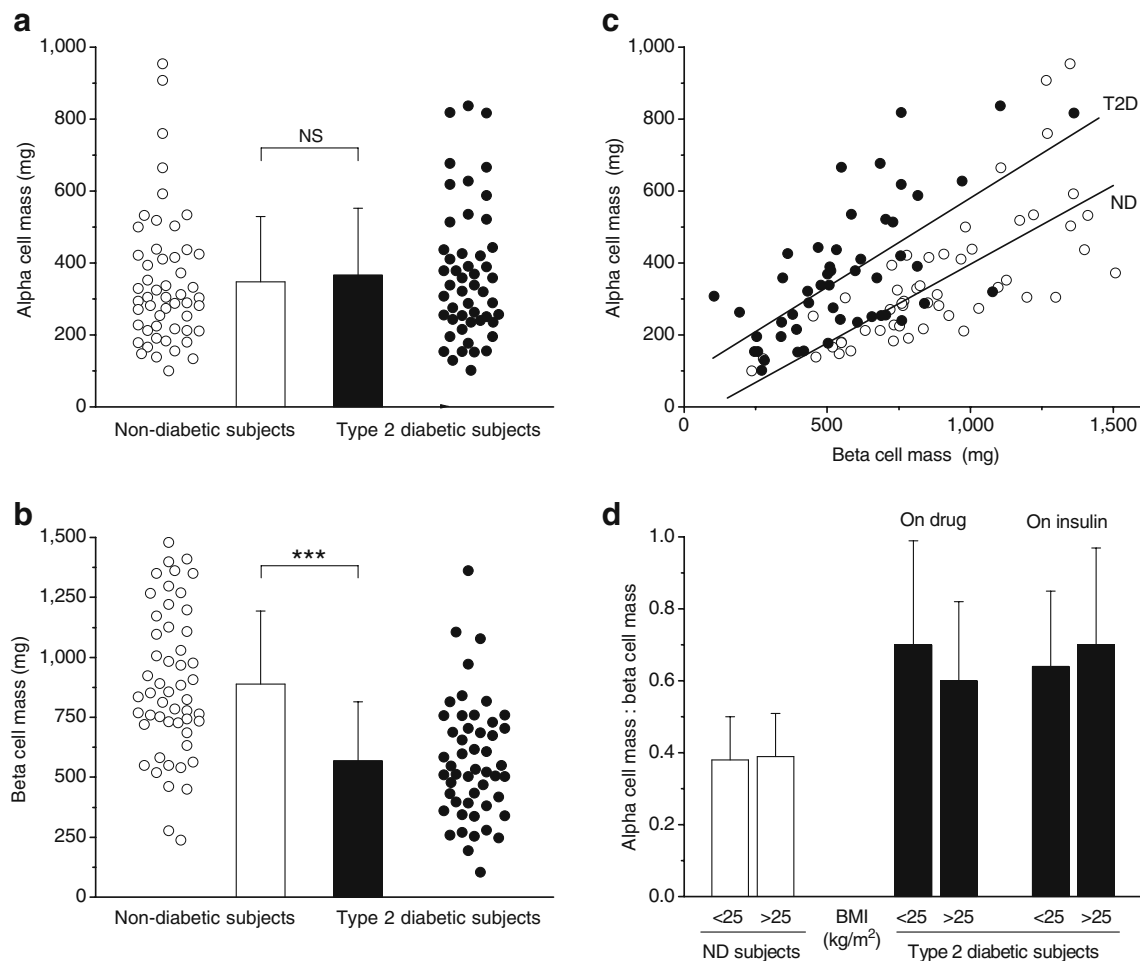 a
1,000
800
600
400
200
0
Alpha cell mass (mg)
NS
Non-diabetic subjects Type 2 diabetic subjects
c
1,000
800
600
400
200
0
Alpha cell mass (mg)
T2D
ND
0 500 1,000 1,500
Beta cell mass (mg)
b
1,500
1,250
1,000
750
500
250
0
Beta cell mass (mg)
***
Non-diabetic subjects Type 2 diabetic subjects
d
On drug On insulin
1.0
0.8
0.6
0.4
0.2
0.0
Alpha cell mass : beta cell mass
<25 >25 BMI <25 >25 <25 >25
(kg/m²)
ND subjects Type 2 diabetic subjects